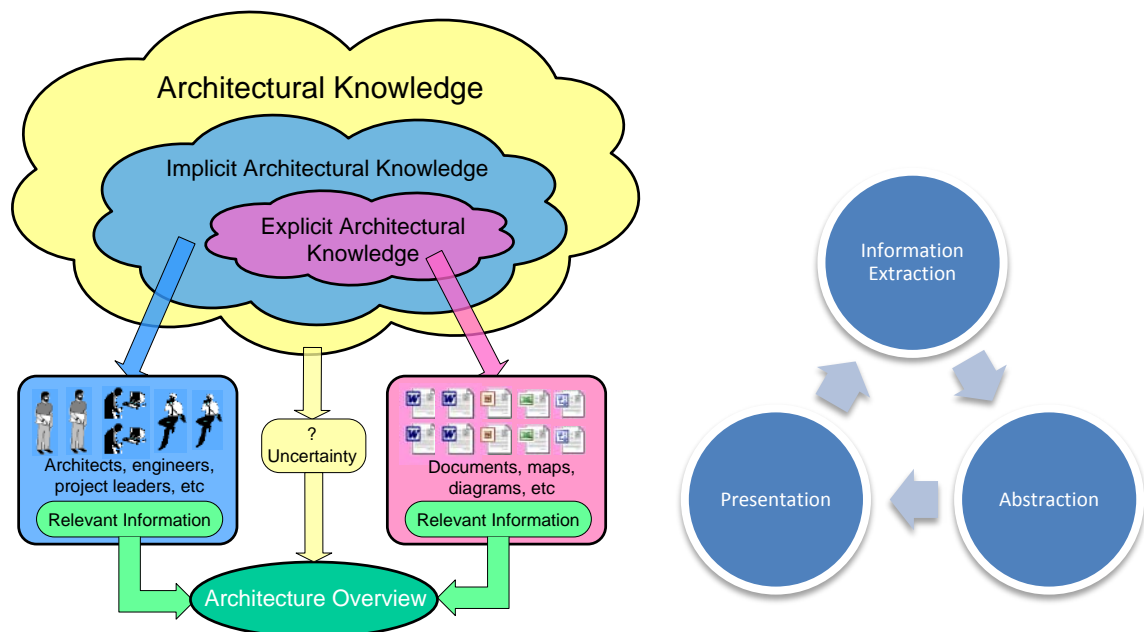 Architectural Knowledge
Implicit Architectural Knowledge
Explicit Architectural
Knowledge
?
Uncertainty
Architects, engineers,
project leaders, etc
Relevant Information
Documents, maps,
diagrams, etc
Relevant Information
Architecture Overview
Information
Extraction
Presentation
Abstraction